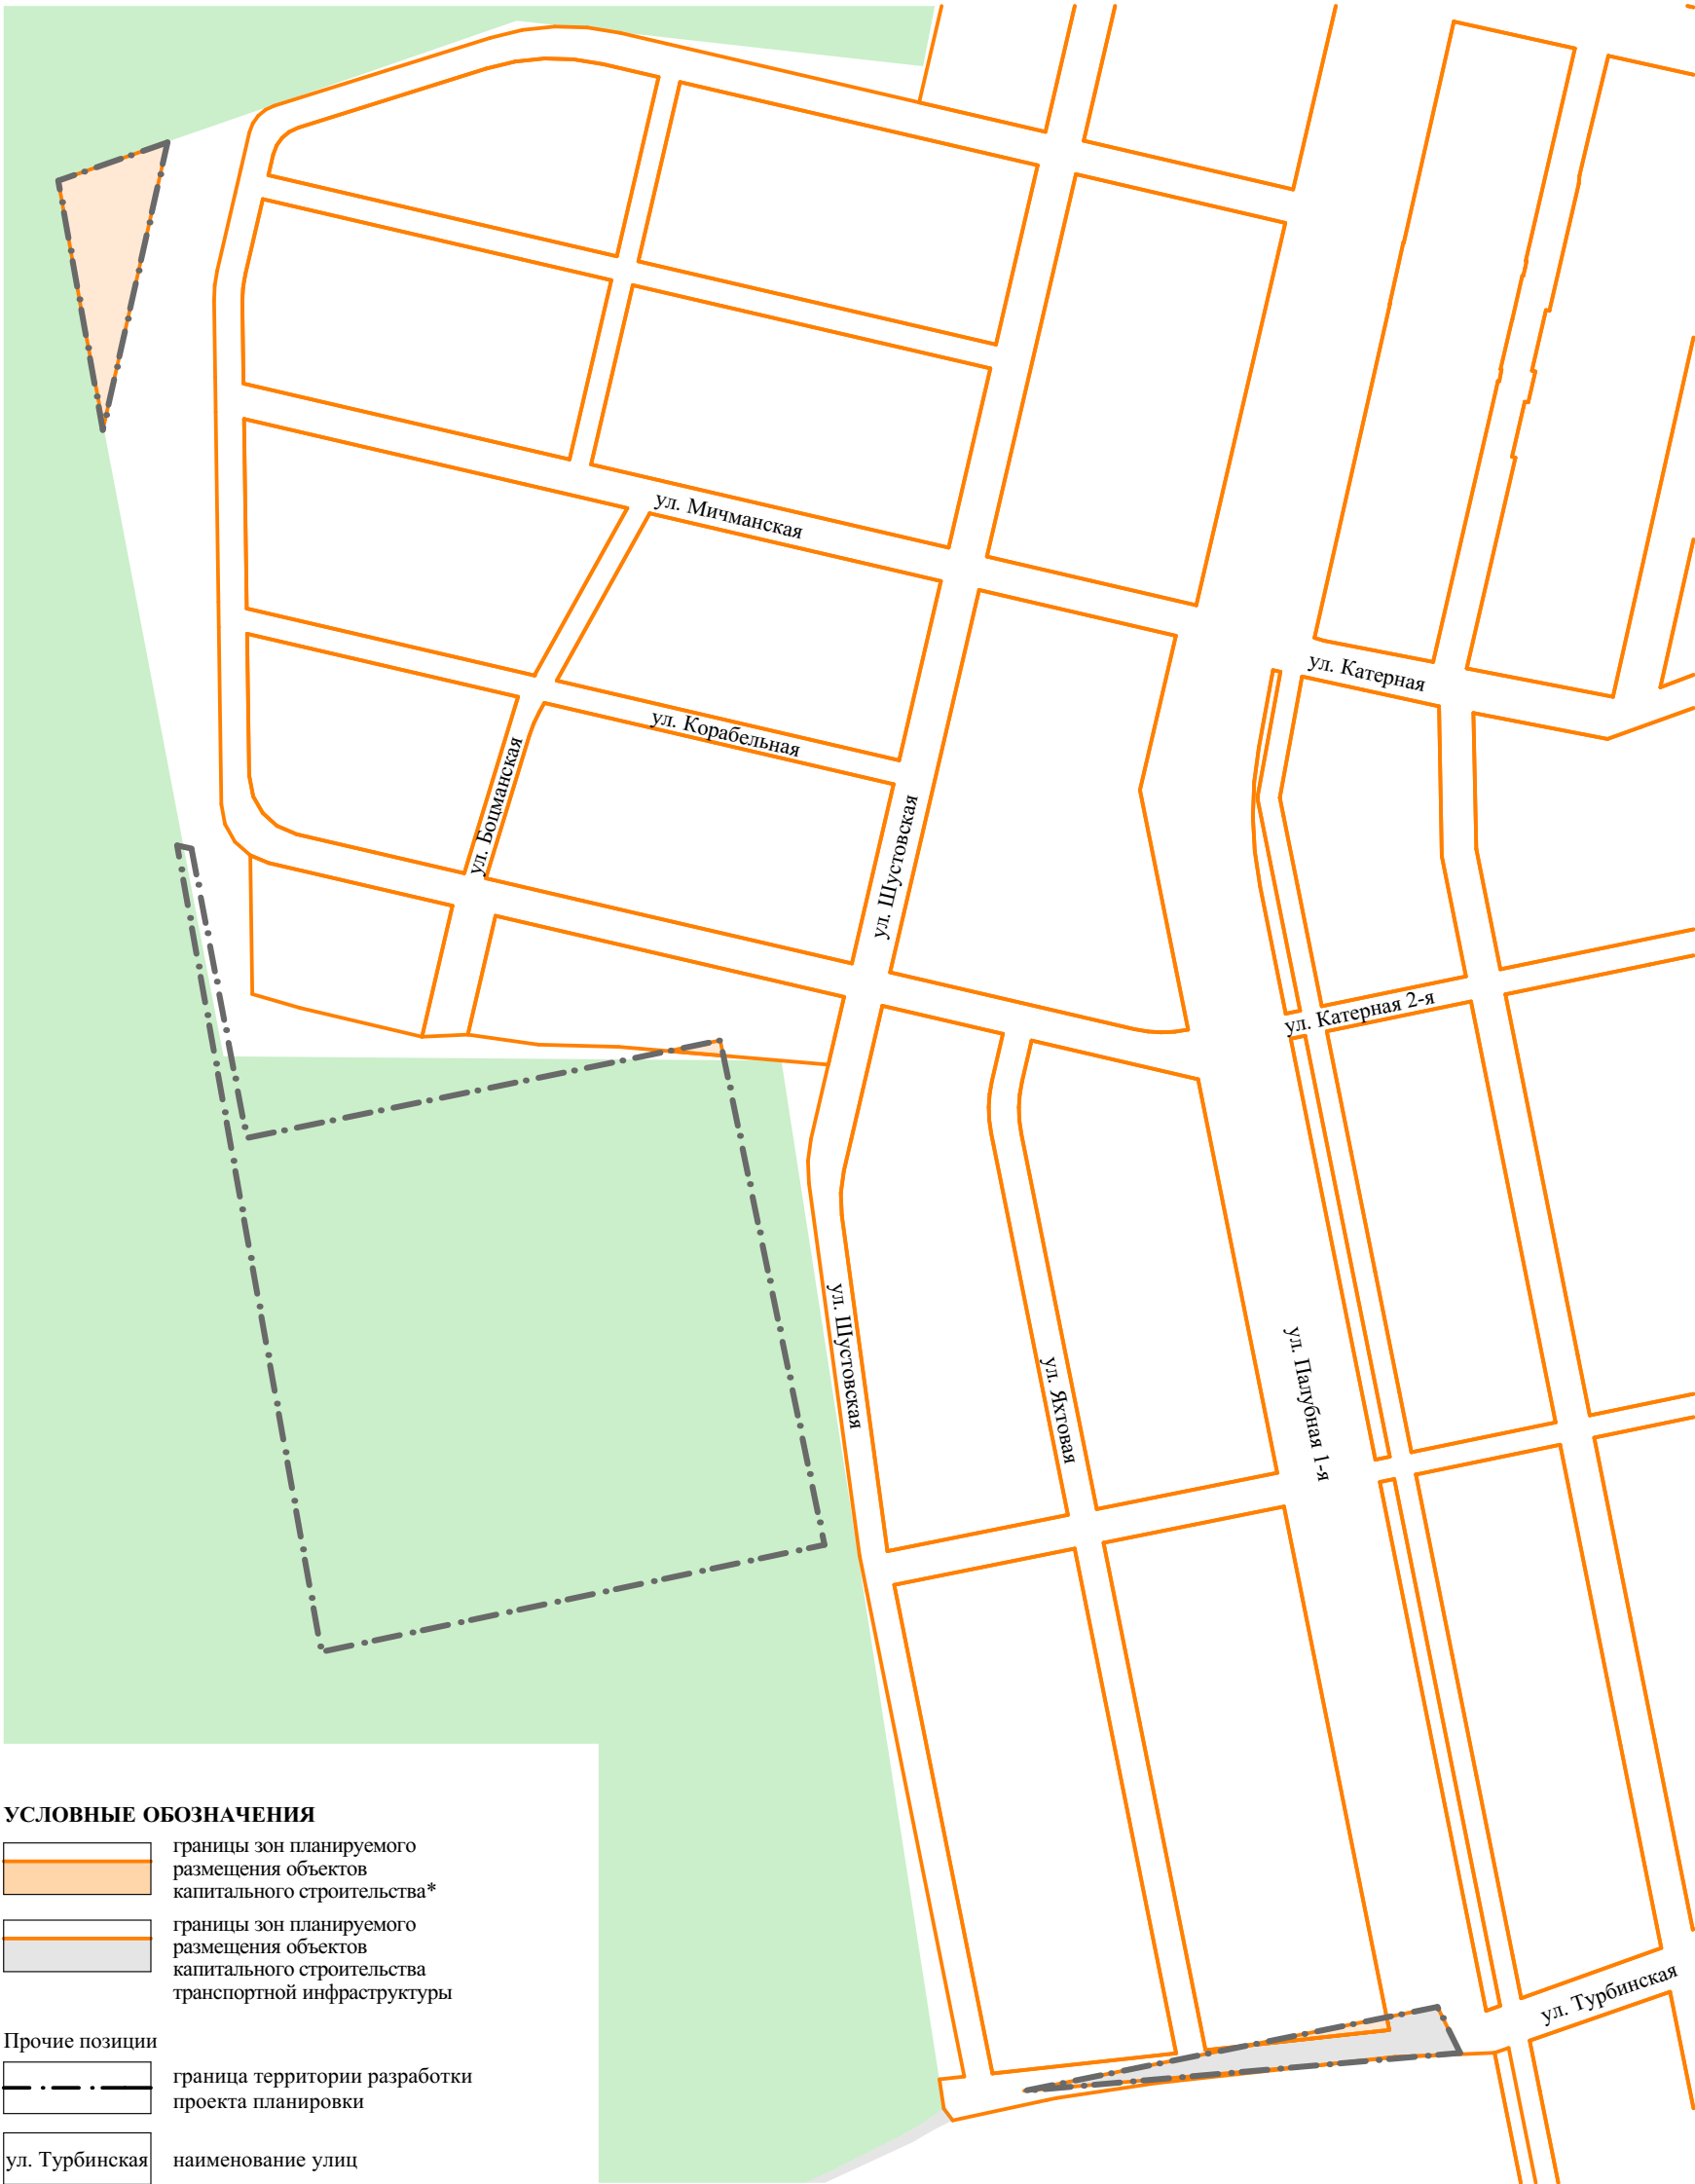 ул. Мичманская
ул. Катерная
ул. Корабельная
ул. Боцманская
ул. Шустовская
ул. Катерная 2-я
ул. Шустовская
ул. Яхтовая
ул. Палубная 1-я
ул. Турбинская
УСЛОВНЫЕ ОБОЗНАЧЕНИЯ
границы зон планируемого
размещения объектов
капитального строительства*
границы зон планируемого
размещения объектов
капитального строительства
транспортной инфраструктуры
Прочие позиции
граница территории разработки
проекта планировки
ул. Турбинская
наименование улиц